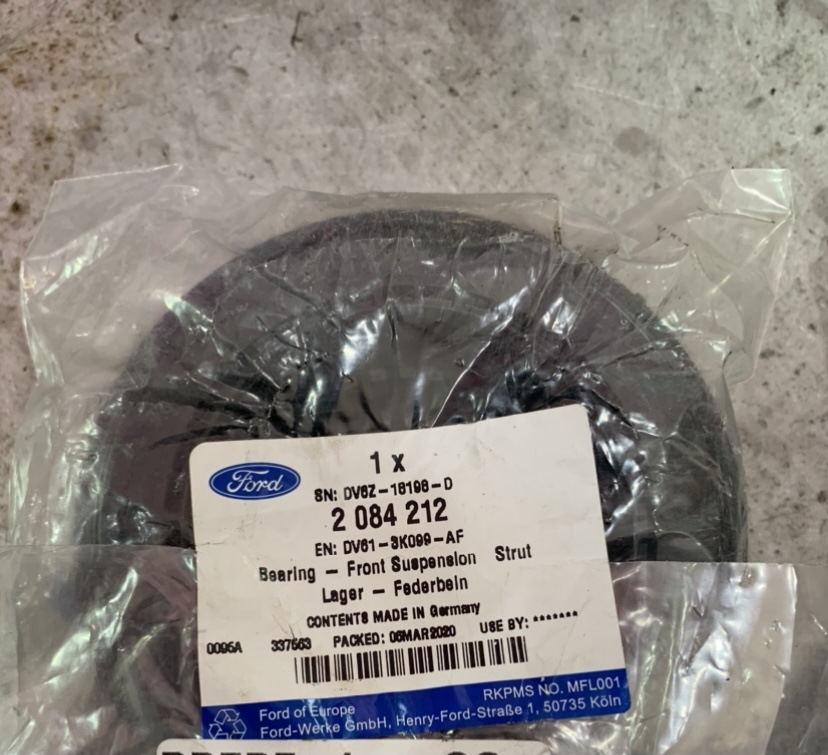 Ford
1 x
SN: DV6Z-18198-D
2 084 212
EN: DV61-3K099-AF
Bearing - Front Suspension Strut
Lager - Federbein
CONTENTS MADE IN Germany
0095A 337563 PACKED: 06MAR2020 USE BY: *******
RKPMS NO. MFL001
Ford of Europe
Ford-Werke GmbH, Henry-Ford-Straße 1, 50735 Köln